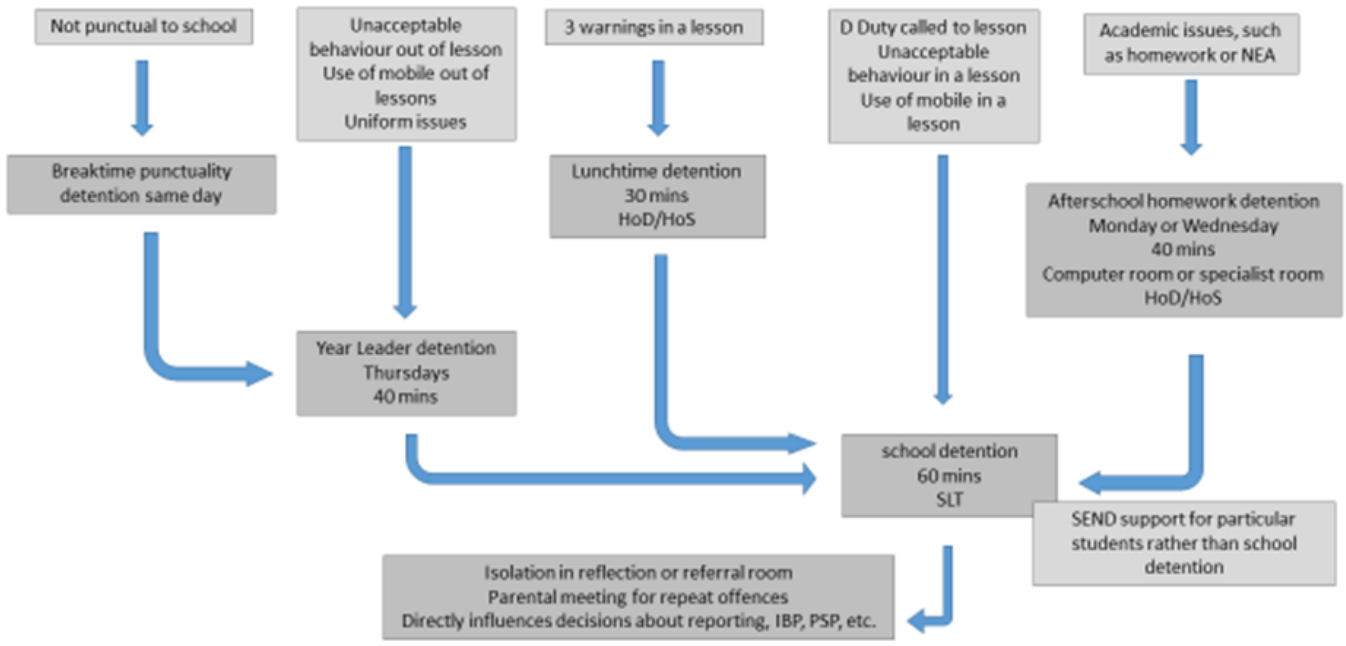 Not punctual to school
Unacceptable
behaviour out of lesson
Use of mobile out of
lessons
Uniform issues
3 warnings in a lesson
D Duty called to lesson
Unacceptable
behaviour in a lesson
Use of mobile in a
lesson
Academic issues, such
as homework or NEA
Breaktime punctuality
detention same day
Lunchtime detention
30 mins
HoD/HoS
Afterschool homework detention
Monday or Wednesday
40 mins
Computer room or specialist room
HoD/HoS
Year Leader detention
Thursdays
40 mins
school detention
60 mins
SLT
SEND support for particular
students rather than school
detention
Isolation in reflection or referral room
Parental meeting for repeat offences
Directly influences decisions about reporting, IBP, PSP, etc.